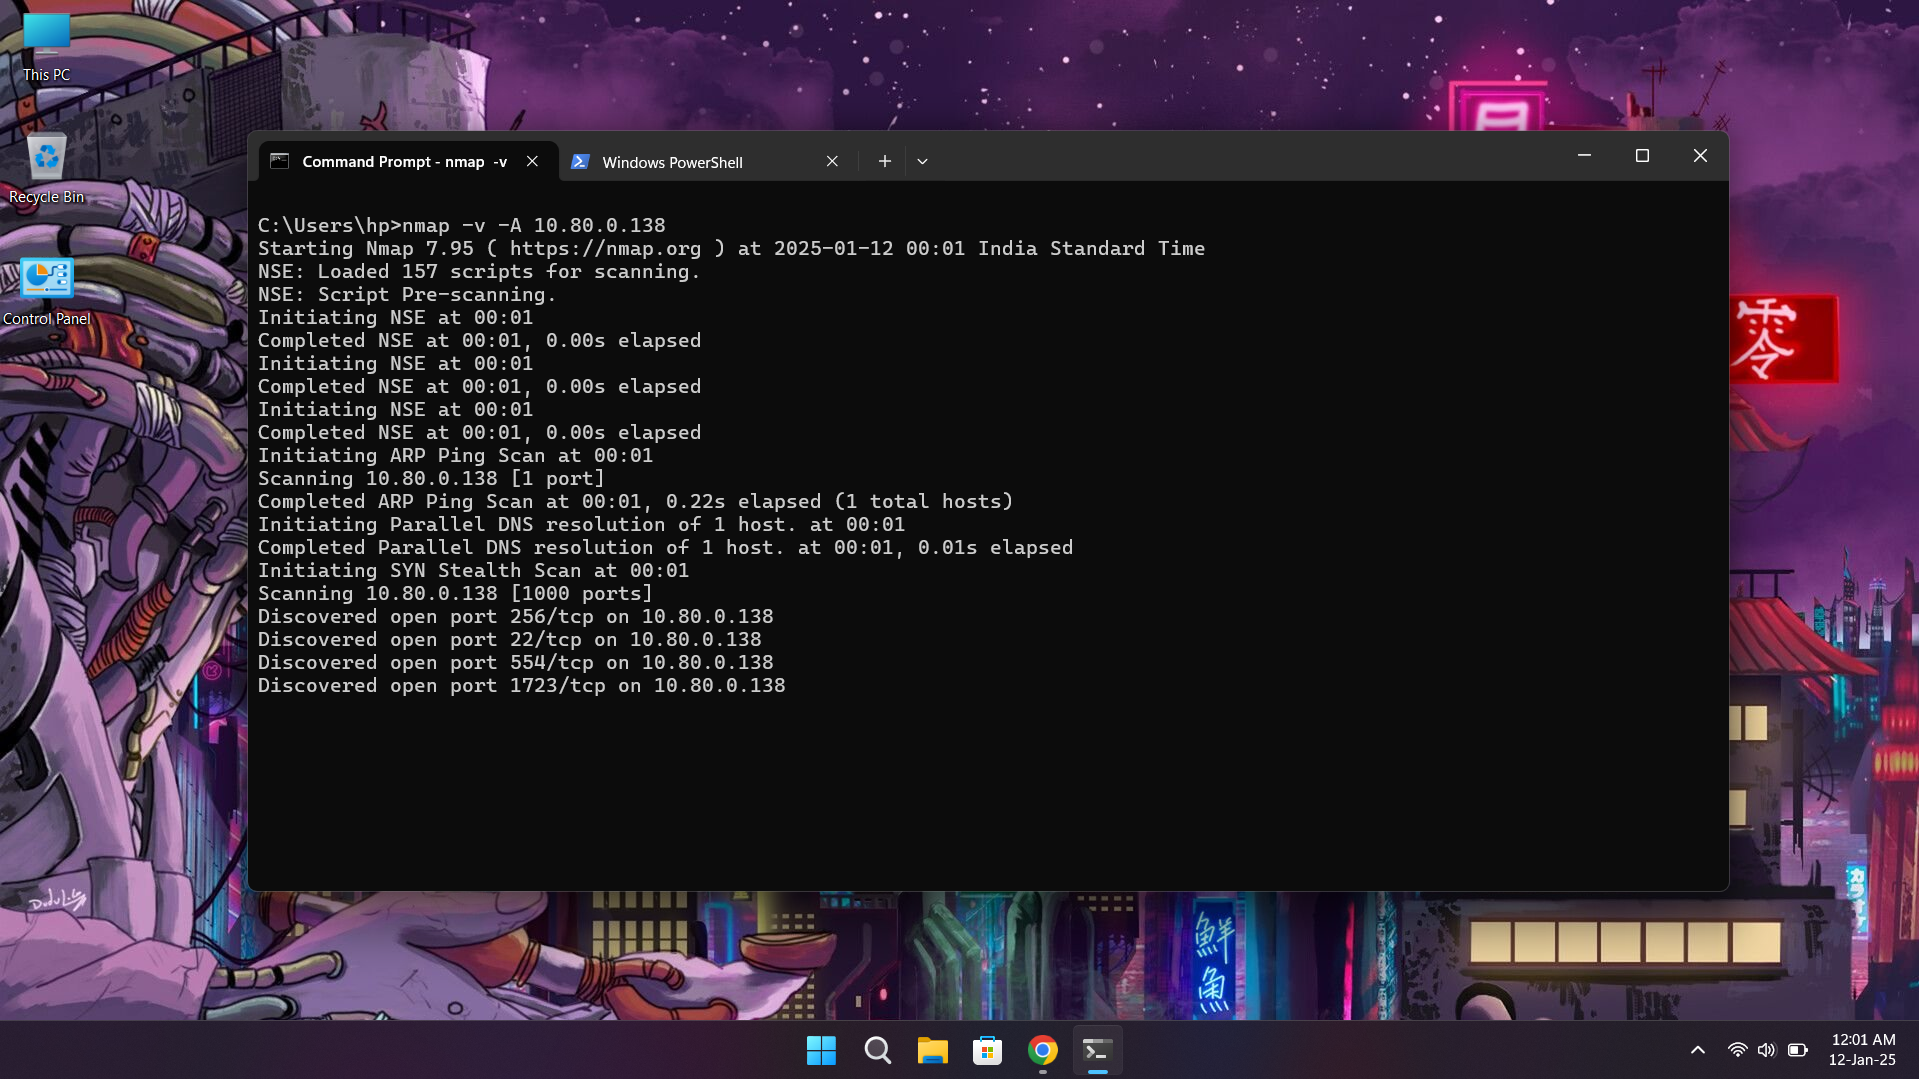 This PC
Recycle Bin
Control Panel
Command Prompt - nmap -v
Windows PowerShell
C:\Users\hp>nmap -v -A 10.80.0.138
Starting Nmap 7.95 ( https://nmap.org ) at 2025-01-12 00:01 India Standard Time
NSE: Loaded 157 scripts for scanning.
NSE: Script Pre-scanning.
Initiating NSE at 00:01
Completed NSE at 00:01, 0.00s elapsed
Initiating NSE at 00:01
Completed NSE at 00:01, 0.00s elapsed
Initiating NSE at 00:01
Completed NSE at 00:01, 0.00s elapsed
Initiating ARP Ping Scan at 00:01
Scanning 10.80.0.138 [1 port]
Completed ARP Ping Scan at 00:01, 0.22s elapsed (1 total hosts)
Initiating Parallel DNS resolution of 1 host. at 00:01
Completed Parallel DNS resolution of 1 host. at 00:01, 0.01s elapsed
Initiating SYN Stealth Scan at 00:01
Scanning 10.80.0.138 [1000 ports]
Discovered open port 256/tcp on 10.80.0.138
Discovered open port 22/tcp on 10.80.0.138
Discovered open port 554/tcp on 10.80.0.138
Discovered open port 1723/tcp on 10.80.0.138
零
鮮
魚
12:01 AM
12-Jan-25